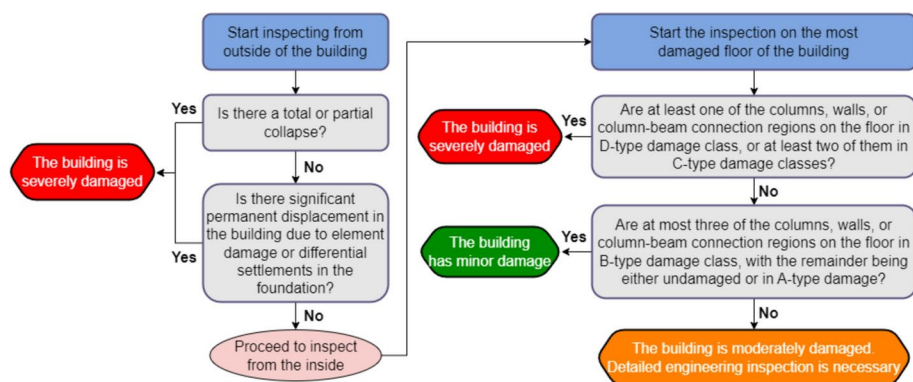 Start inspecting from
outside of the building
Yes
Is there a total or partial
collapse?
The building is
severely damaged
No
Is there significant
permanent displacement in
the building due to element
damage or differential
settlements in the
foundation?
Yes
No
Proceed to inspect
from the inside
Start the inspection on the most
damaged floor of the building
The building is
severely damaged
Yes
Are at least one of the columns, walls, or
column-beam connection regions on the floor in
D-type damage class, or at least two of them in
C-type damage classes?
No
The building
has minor damage
Yes
Are at most three of the columns, walls, or
column-beam connection regions on the floor in
B-type damage class, with the remainder being
either undamaged or in A-type damage?
No
The building is moderately damaged.
Detailed engineering inspection is necessary